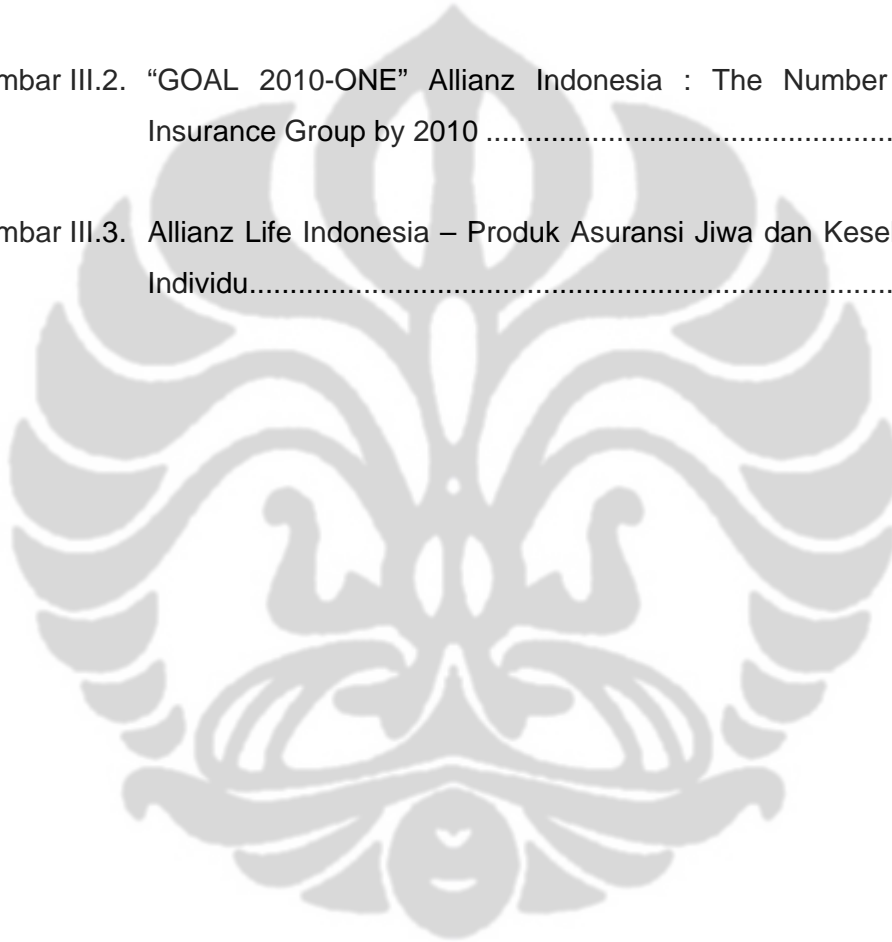 mbar III.2. “GOAL 2010-ONE” Allianz Indonesia : The Number
Insurance Group by 2010 ..................................................
mbar III.3. Allianz Life Indonesia – Produk Asuransi Jiwa dan Kese
Individu...............................................................................